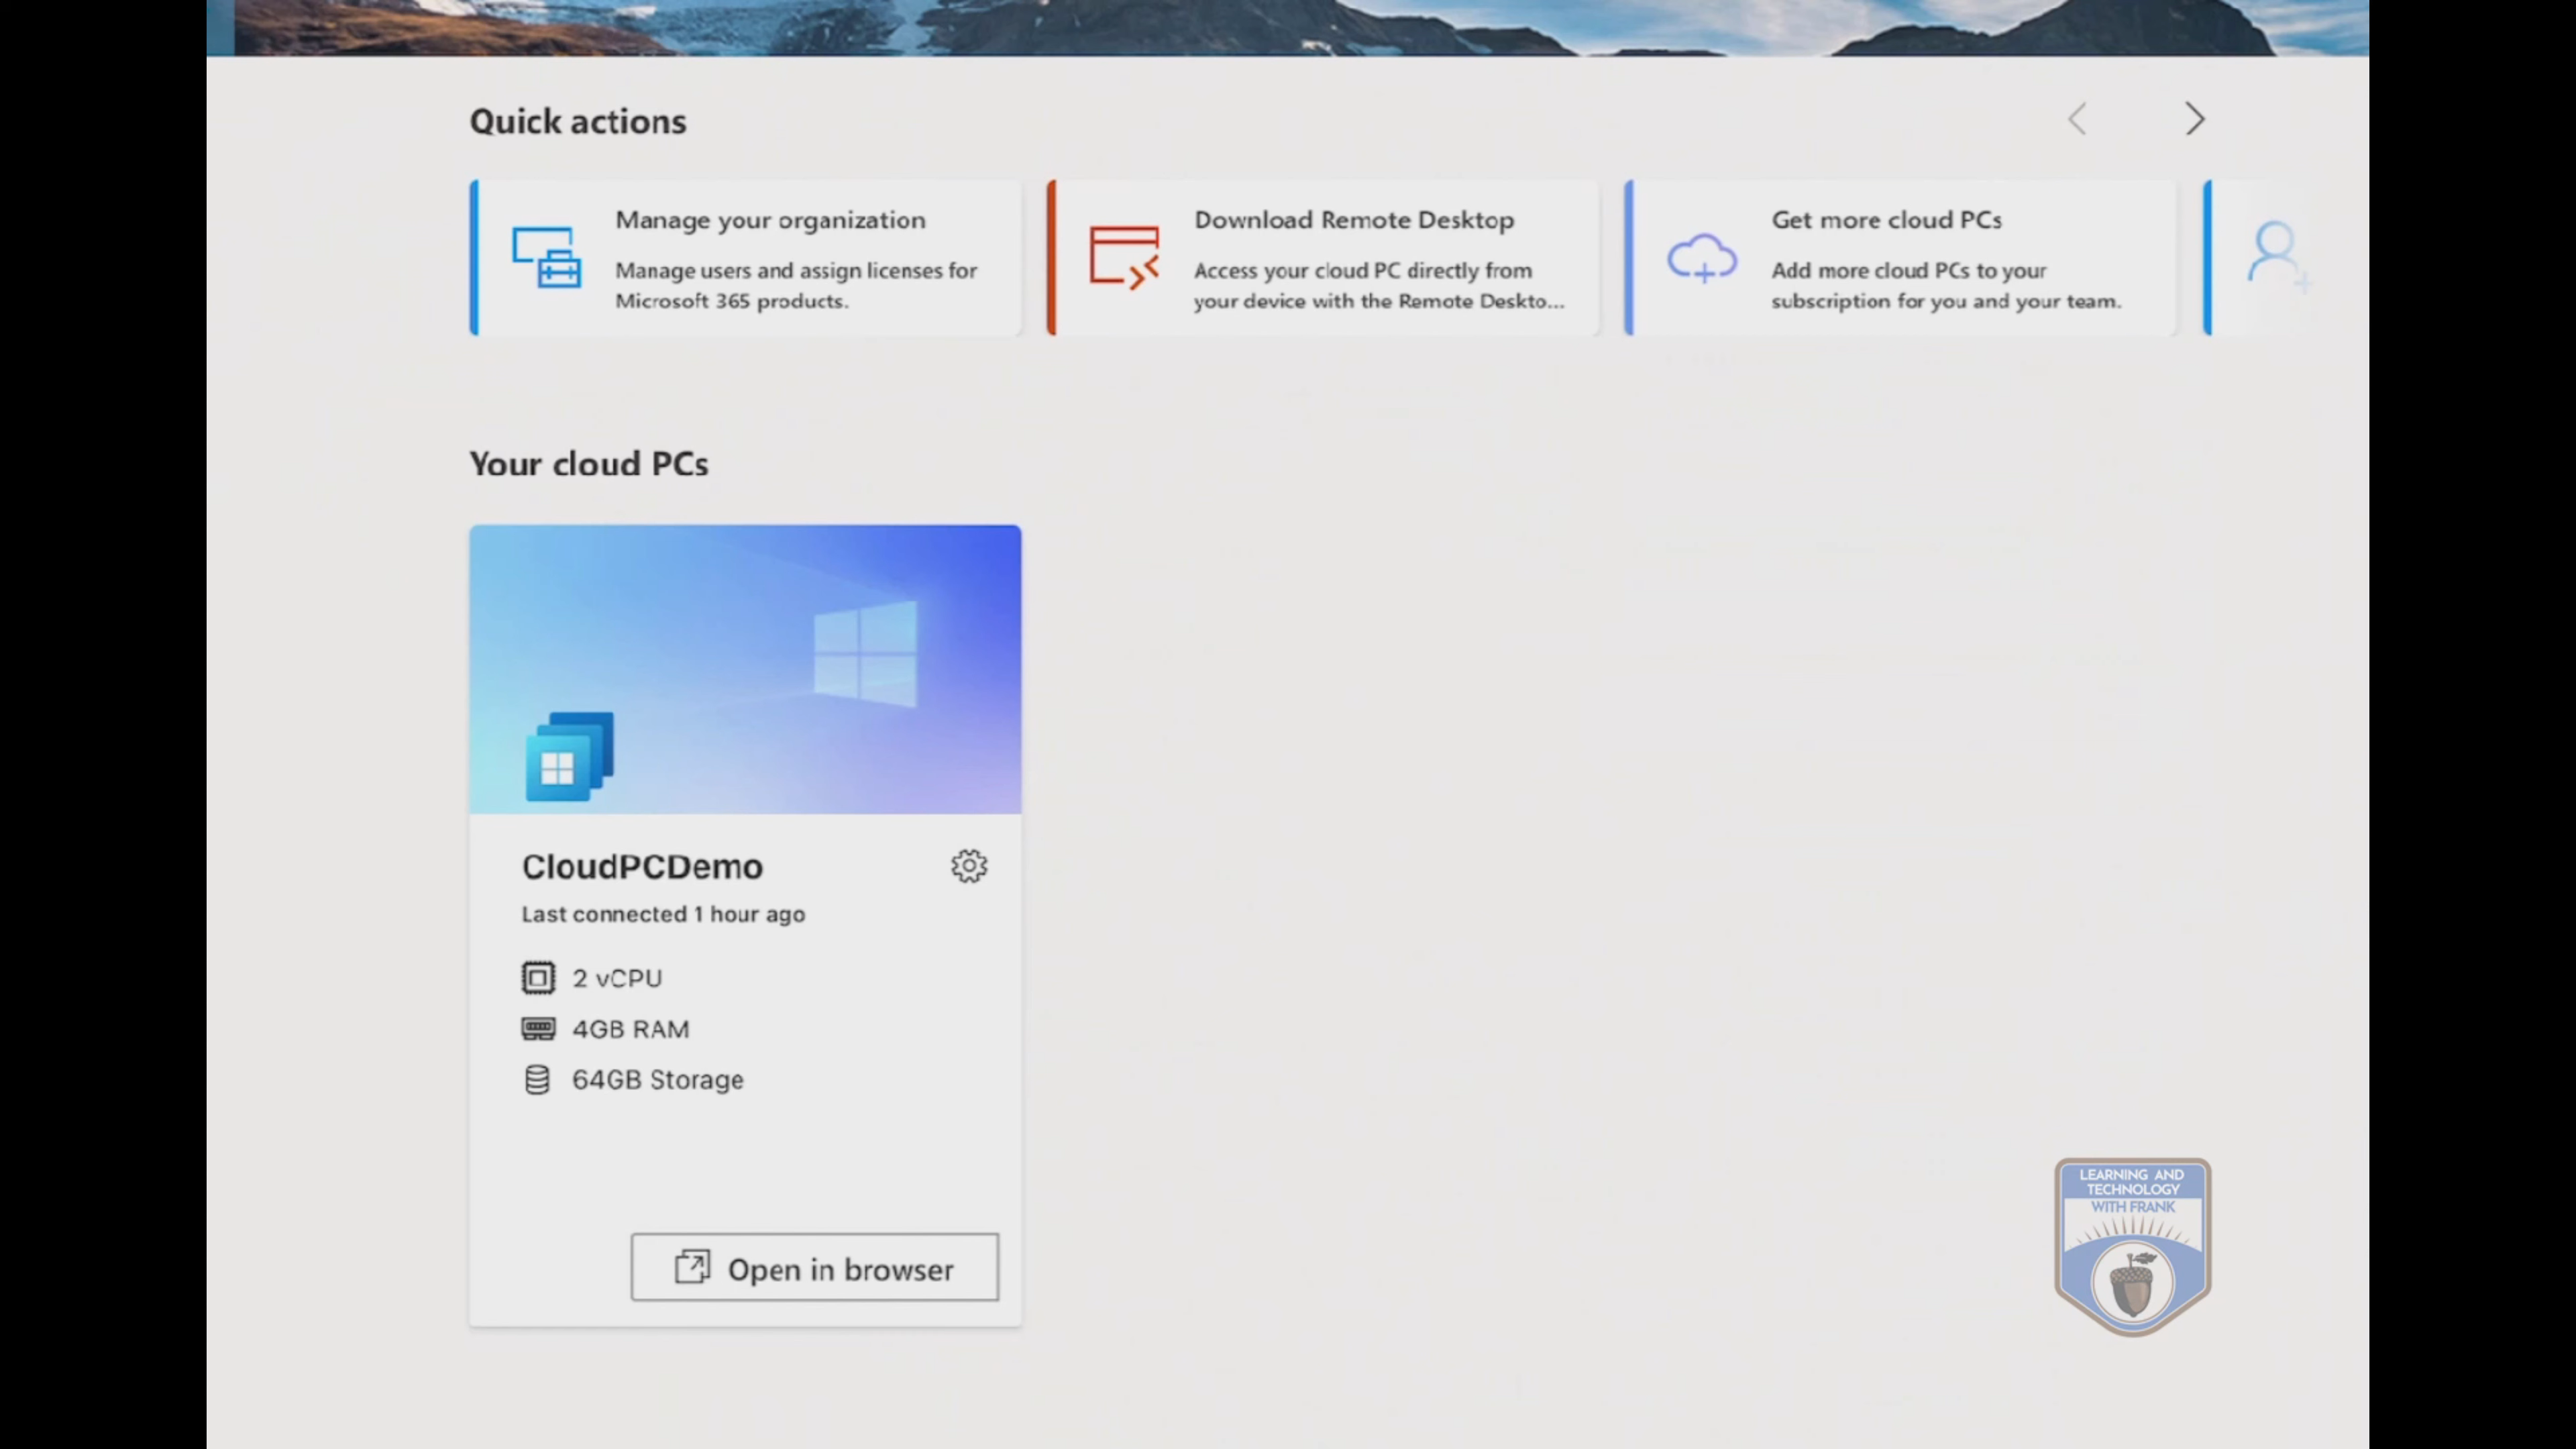 Quick actions
Manage your organization
Manage users and assign licenses for
Microsoft 365 products.
Download Remote Desktop
Access your cloud PC directly from
your device with the Remote Deskto...
Get more cloud PCs
Add more cloud PCs to your
subscription for you and your team.
Your cloud PCs
CloudPCDemo
Last connected 1 hour ago
2 vCPU
4GB RAM
64GB Storage
Open in browser
LEARNING AND
TECHNOLOGY
WITH FRANK